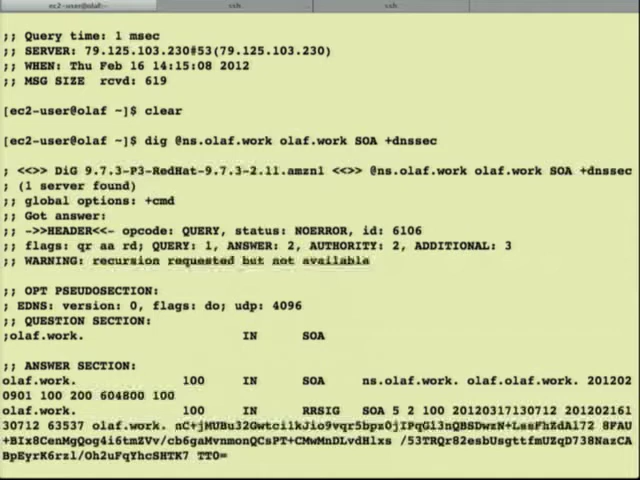 ec2-user@olaf:~
ssh
ssh
;; Query time: 1 msec
;; SERVER: 79.125.103.230#53(79.125.103.230)
;; WHEN: Thu Feb 16 14:15:08 2012
;; MSG SIZE  rcvd: 619
[ec2-user@olaf ~]$ clear
[ec2-user@olaf ~]$ dig @ns.olaf.work olaf.work SOA +dnssec
; <<>> DiG 9.7.3-P3-RedHat-9.7.3-2.11.amzn1 <<>> @ns.olaf.work olaf.work SOA +dnssec
; (1 server found)
;; global options: +cmd
;; Got answer:
;; ->>HEADER<<- opcode: QUERY, status: NOERROR, id: 6106
;; flags: qr aa rd; QUERY: 1, ANSWER: 2, AUTHORITY: 2, ADDITIONAL: 3
;; WARNING: recursion requested but not available
;; OPT PSEUDOSECTION:
; EDNS: version: 0, flags: do; udp: 4096
;; QUESTION SECTION:
;olaf.work. IN SOA
;; ANSWER SECTION:
olaf.work. 100 IN SOA ns.olaf.work. olaf.olaf.work. 201202
0901 100 200 604800 100
olaf.work. 100 IN RRSIG SOA 5 2 100 20120317130712 201202161
30712 63537 olaf.work. 8FAU
TT0=